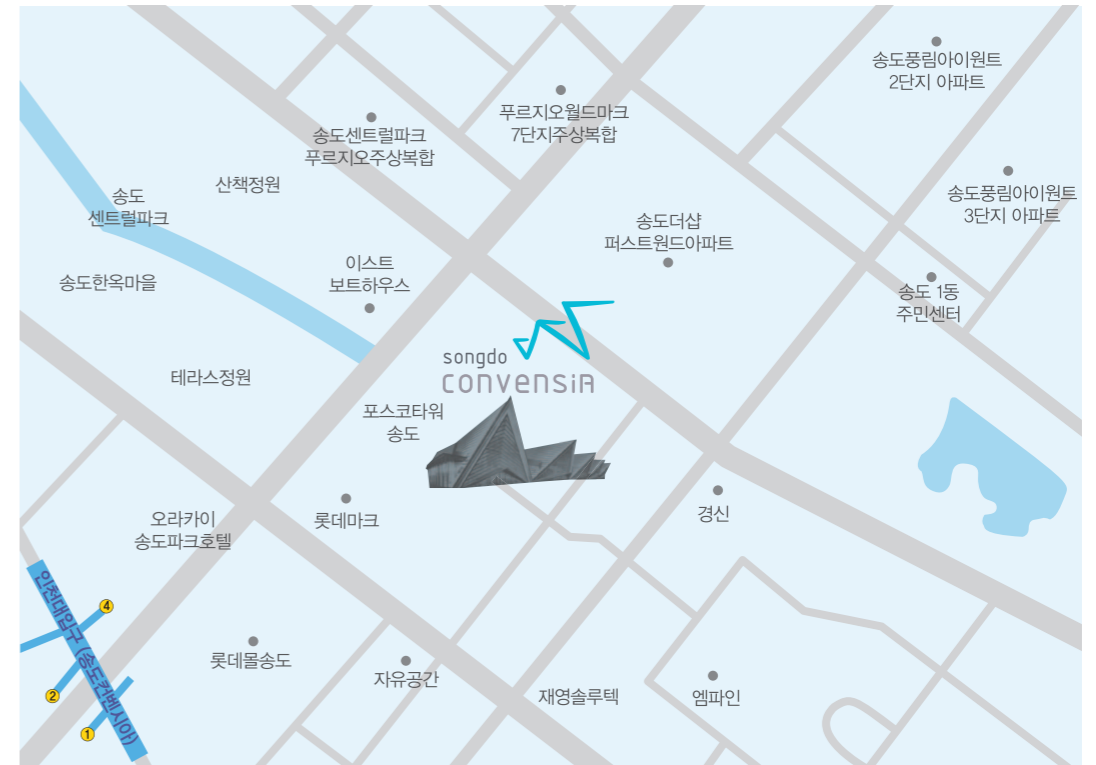 송도풍림아이원트
2단지 아파트
푸르지오월드마크
7단지주상복합
송도센트럴파크
푸르지오주상복합
산책정원
송도
센트럴파크
송도풍림아이원트
3단지 아파트
송도더샵
퍼스트원드아파트
이스트
보트하우스
송도한옥마을
송도 1동
주민센터
songdo
convensia
테라스정원
포스코타워
송도
오라카이
송도파크호텔
롯데마크
경신
인천대입구 (송도컨벤시아)
4
2
1
롯데몰송도
자유공간
재영솔루텍
엠파인